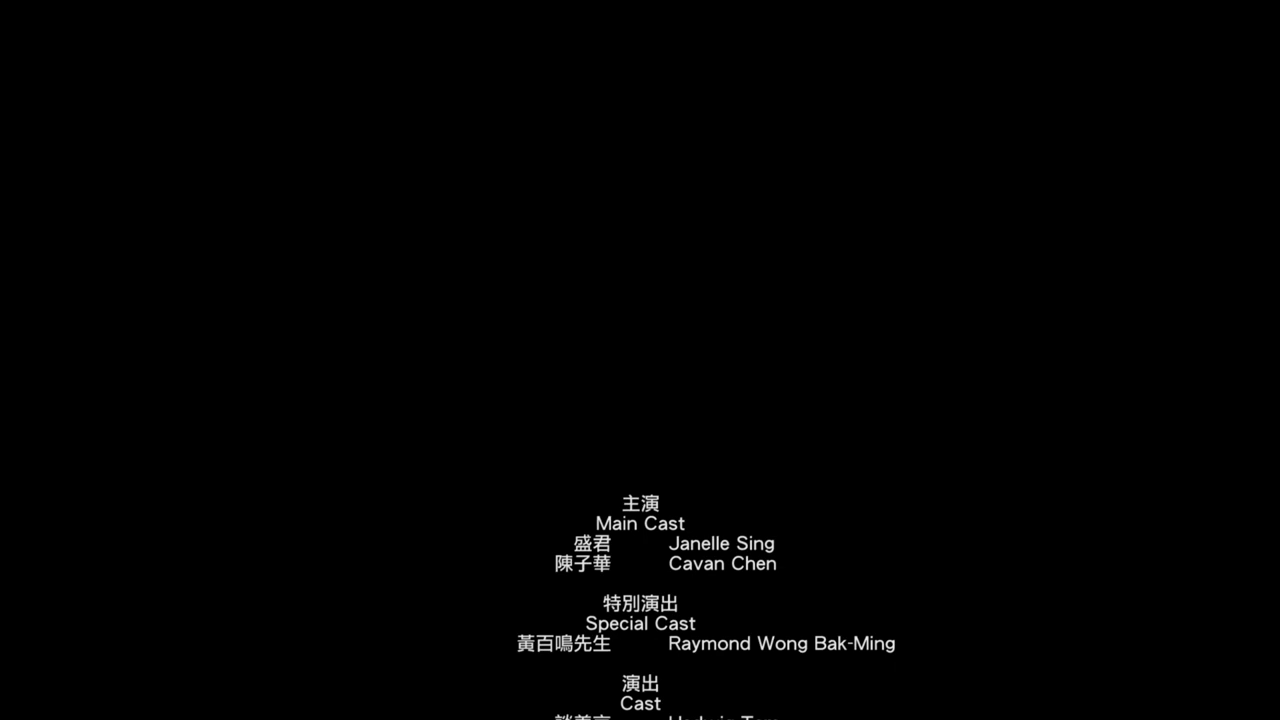 主演
Main Cast
盛君 Janelle Sing
陳子華 Cavan Chen
特別演出
Special Cast
黃百鳴先生 Raymond Wong Bak-Ming
演出
Cast